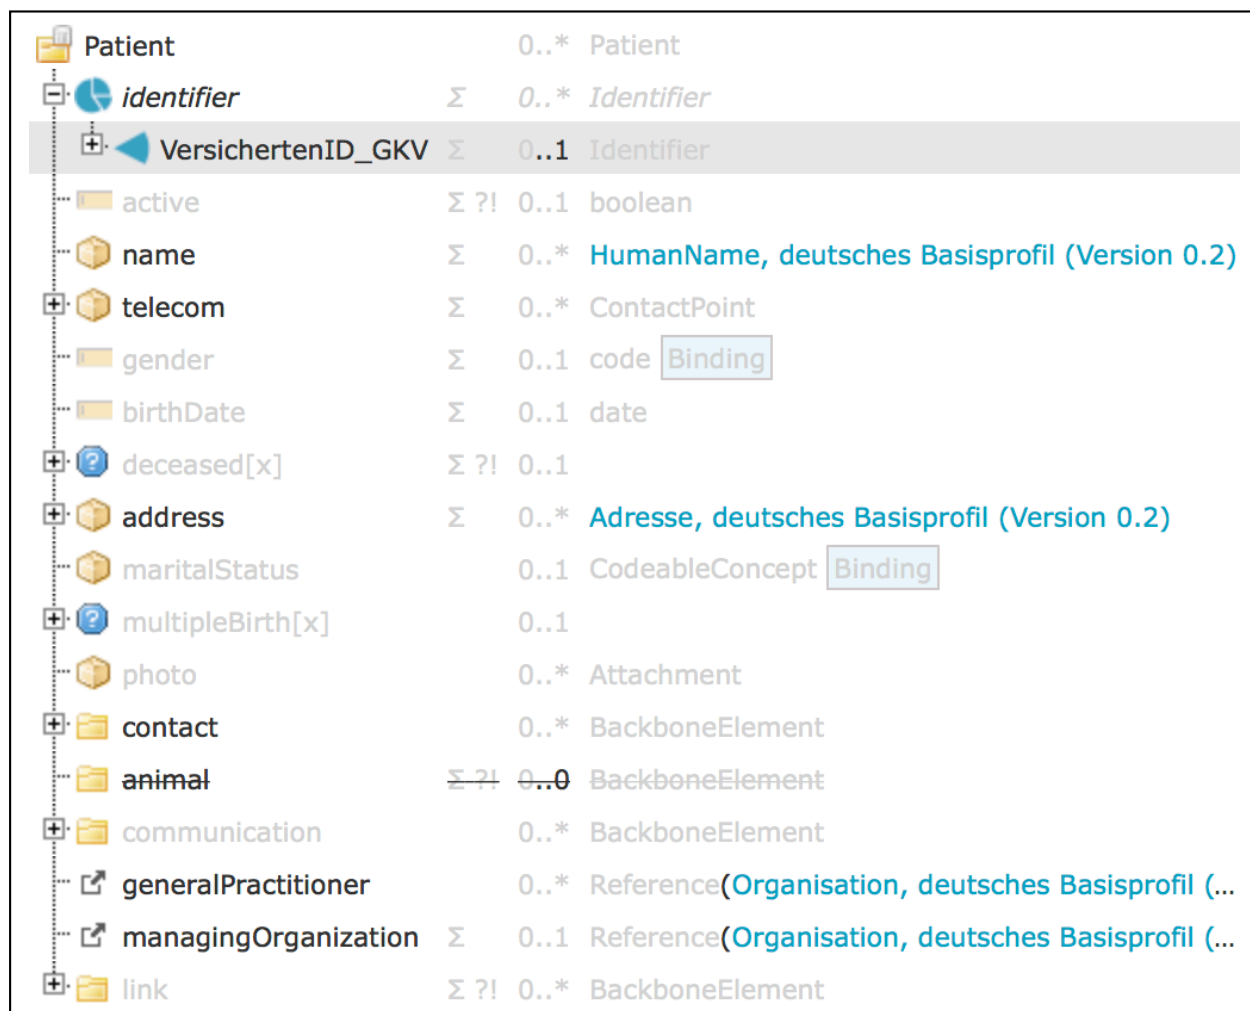 Patient 0..* Patient
identifier Σ 0..* Identifier
VersichertenID_GKV Σ 0..1 Identifier
active Σ ?! 0..1 boolean
name Σ 0..* HumanName, deutsches Basisprofil (Version 0.2)
telecom Σ 0..* ContactPoint
gender Σ 0..1 code Binding
birthDate Σ 0..1 date
deceased[x] Σ ?! 0..1
address Σ 0..* Adresse, deutsches Basisprofil (Version 0.2)
maritalStatus 0..1 CodeableConcept Binding
multipleBirth[x] 0..1
photo 0..* Attachment
contact 0..* BackboneElement
animal Σ ?! 0..0 BackboneElement
communication 0..* BackboneElement
generalPractitioner 0..* Reference(Organisation, deutsches Basisprofil (...
managingOrganization Σ 0..1 Reference(Organisation, deutsches Basisprofil (...
link Σ ?! 0..* BackboneElement